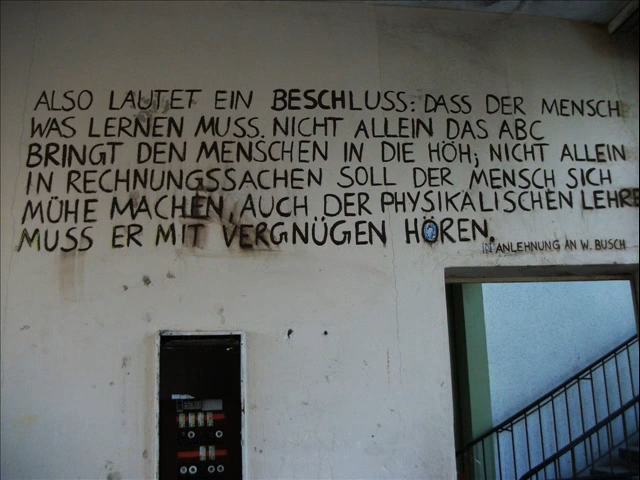 ALSO LAUTET EIN BESCHLUSS: DASS DER MENSCH
WAS LERNEN MUSS. NICHT ALLEIN DAS ABC
BRINGT DEN MENSCHEN IN DIE HÖH; NICHT ALLEIN
IN RECHNUNGSSACHEN SOLL DER MENSCH SICH
MÜHE MACHEN, AUCH DER PHYSIKALISCHEN LEHRE
MUSS ER MIT VERGNÜGEN HÖREN.
IN ANLEHNUNG AN W. BUSCH